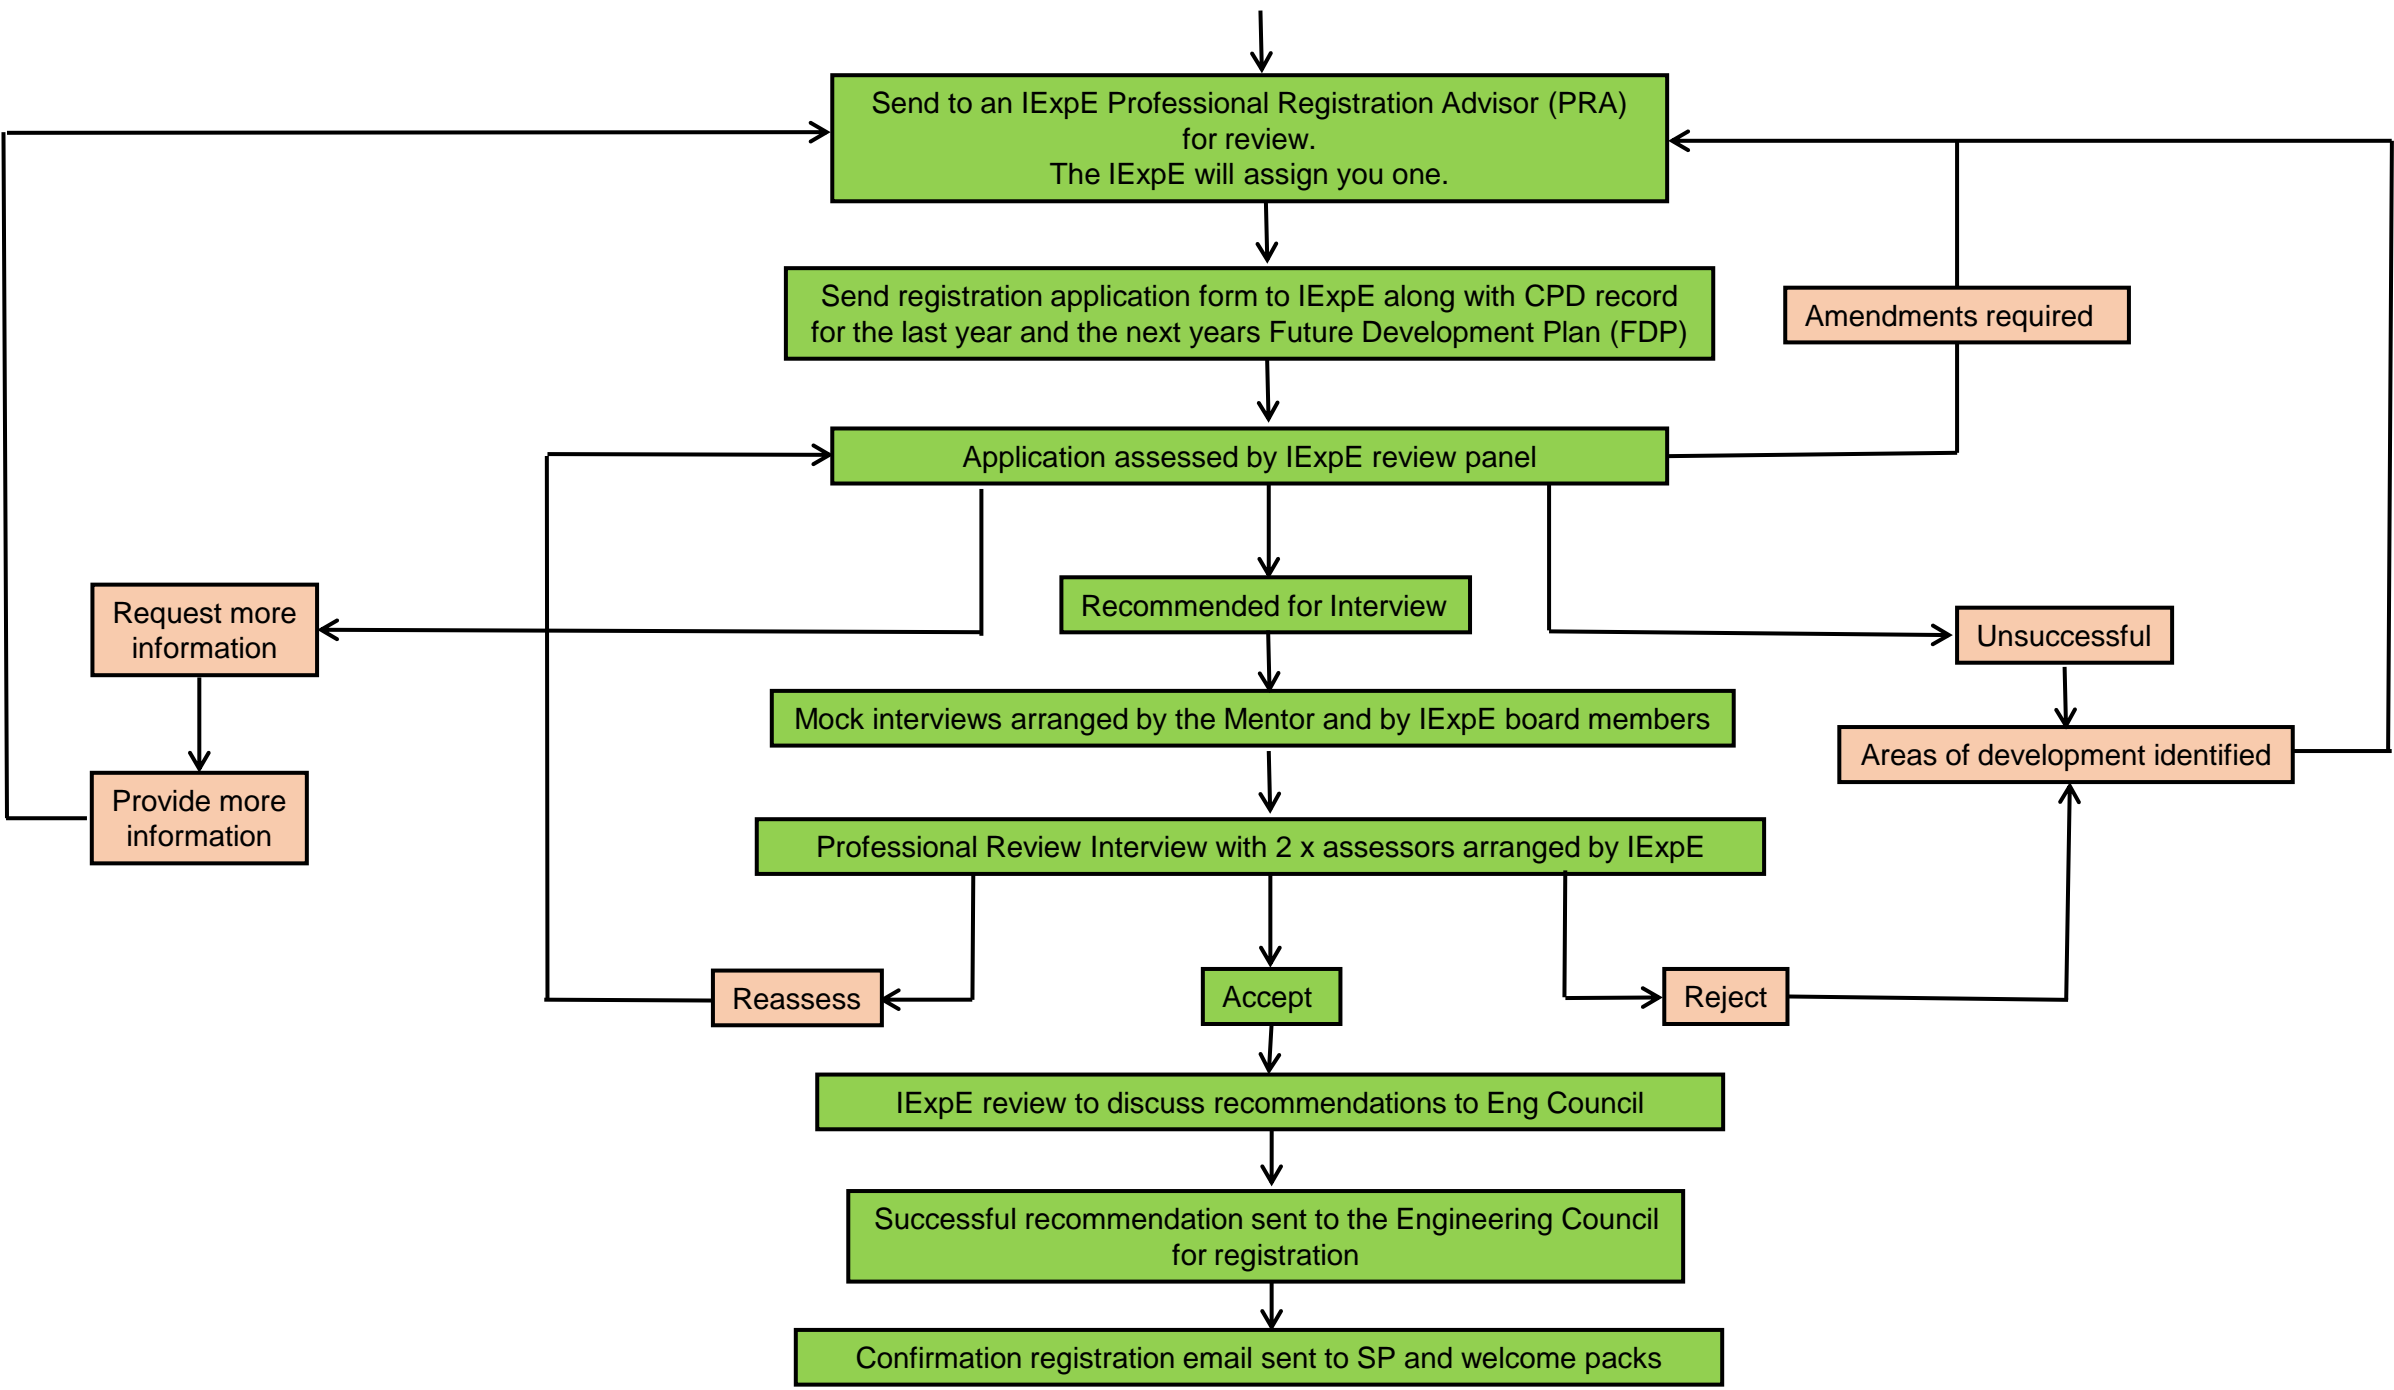 Send to an IExpE Professional Registration Advisor (PRA)
for review.
The IExpE will assign you one.
Send registration application form to IExpE along with CPD record
for the last year and the next years Future Development Plan (FDP)
Amendments required
Application assessed by IExpE review panel
Request more
information
Recommended for Interview
Unsuccessful
Mock interviews arranged by the Mentor and by IExpE board members
Areas of development identified
Provide more
information
Professional Review Interview with 2 x assessors arranged by IExpE
Reassess
Accept
Reject
IExpE review to discuss recommendations to Eng Council
Successful recommendation sent to the Engineering Council
for registration
Confirmation registration email sent to SP and welcome packs